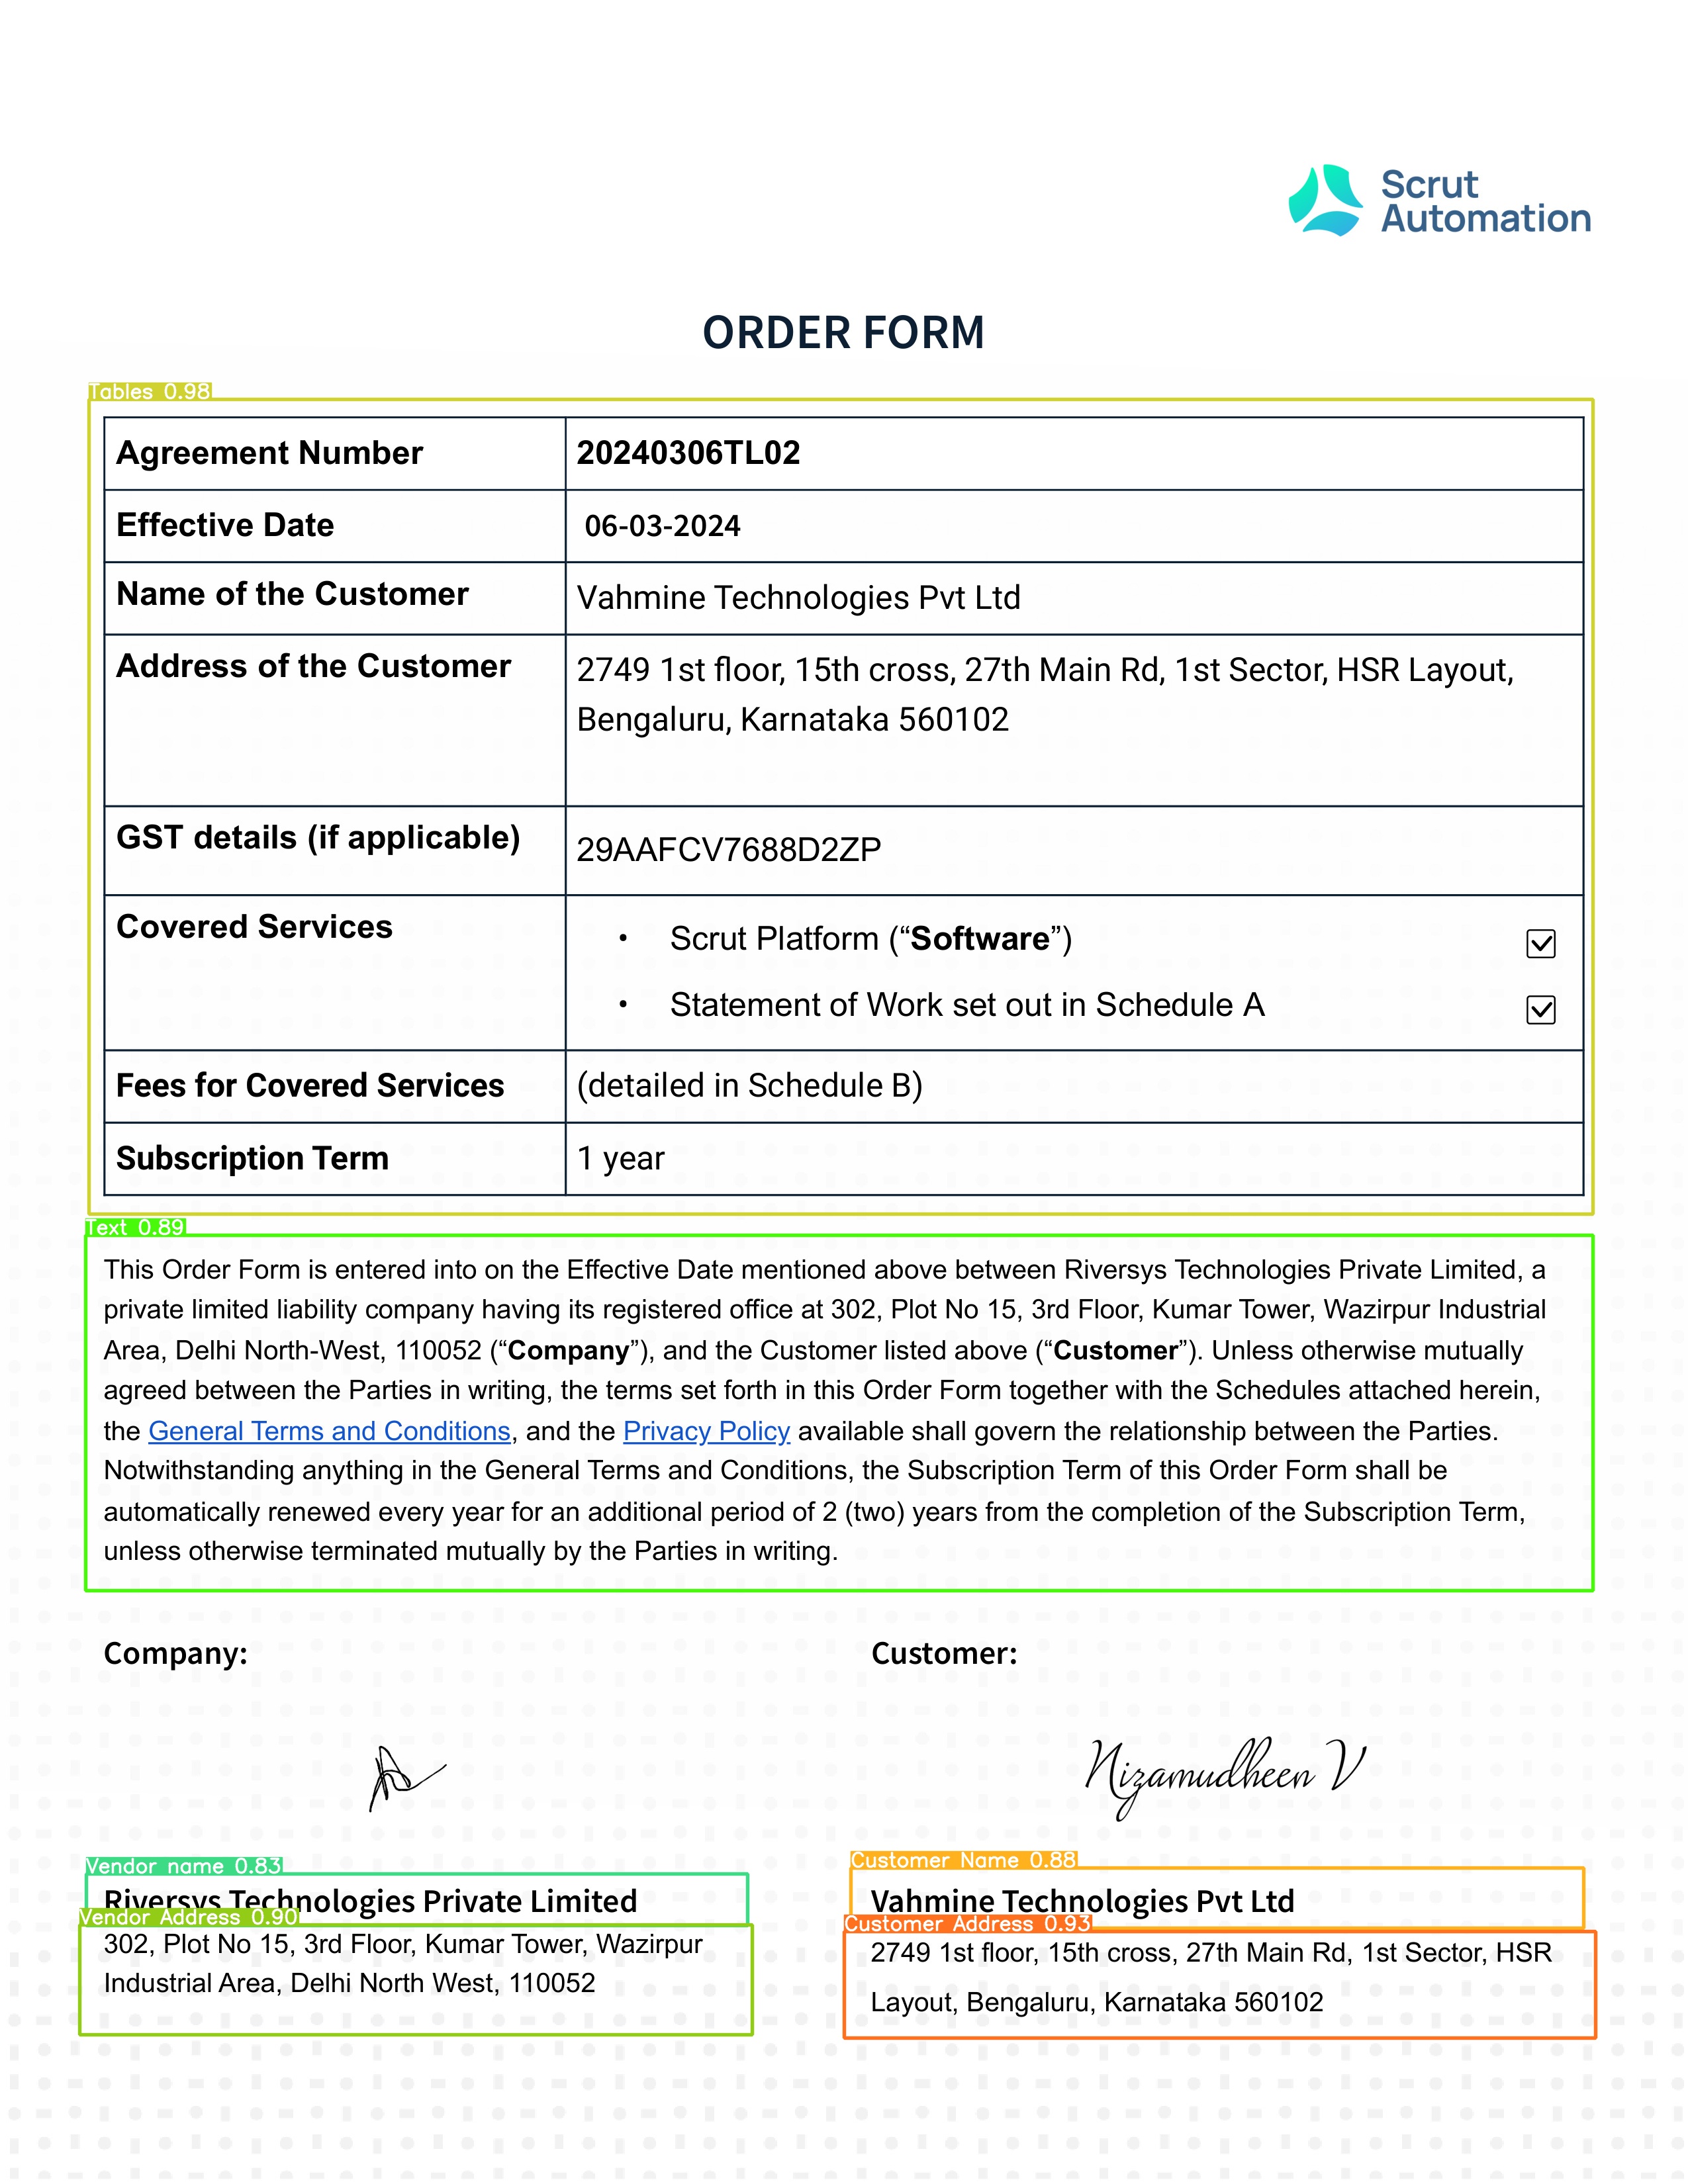 Scrut
Automation
ORDER FORM
Tables 0.98
Agreement Number 20240306TL02
Effective Date 06-03-2024
Name of the Customer Vahmine Technologies Pvt Ltd
Address of the Customer 2749 1st floor, 15th cross, 27th Main Rd, 1st Sector, HSR Layout,
Bengaluru, Karnataka 560102
GST details (if applicable) 29AAFCV7688D2ZP
Covered Services • Scrut Platform (“Software”) ☑
• Statement of Work set out in Schedule A ☑
Fees for Covered Services (detailed in Schedule B)
Subscription Term 1 year
Text 0.89
This Order Form is entered into on the Effective Date mentioned above between Riversys Technologies Private Limited, a
private limited liability company having its registered office at 302, Plot No 15, 3rd Floor, Kumar Tower, Wazirpur Industrial
Area, Delhi North-West, 110052 (“Company”), and the Customer listed above (“Customer”). Unless otherwise mutually
agreed between the Parties in writing, the terms set forth in this Order Form together with the Schedules attached herein,
the General Terms and Conditions, and the Privacy Policy available shall govern the relationship between the Parties.
Notwithstanding anything in the General Terms and Conditions, the Subscription Term of this Order Form shall be
automatically renewed every year for an additional period of 2 (two) years from the completion of the Subscription Term,
unless otherwise terminated mutually by the Parties in writing.
Company: Customer:
Nizamudheen V
Vendor name 0.83
Riversys Technologies Private Limited
Vendor Address 0.90
302, Plot No 15, 3rd Floor, Kumar Tower, Wazirpur
Industrial Area, Delhi North West, 110052
Customer Name 0.88
Vahmine Technologies Pvt Ltd
Customer Address 0.93
2749 1st floor, 15th cross, 27th Main Rd, 1st Sector, HSR
Layout, Bengaluru, Karnataka 560102